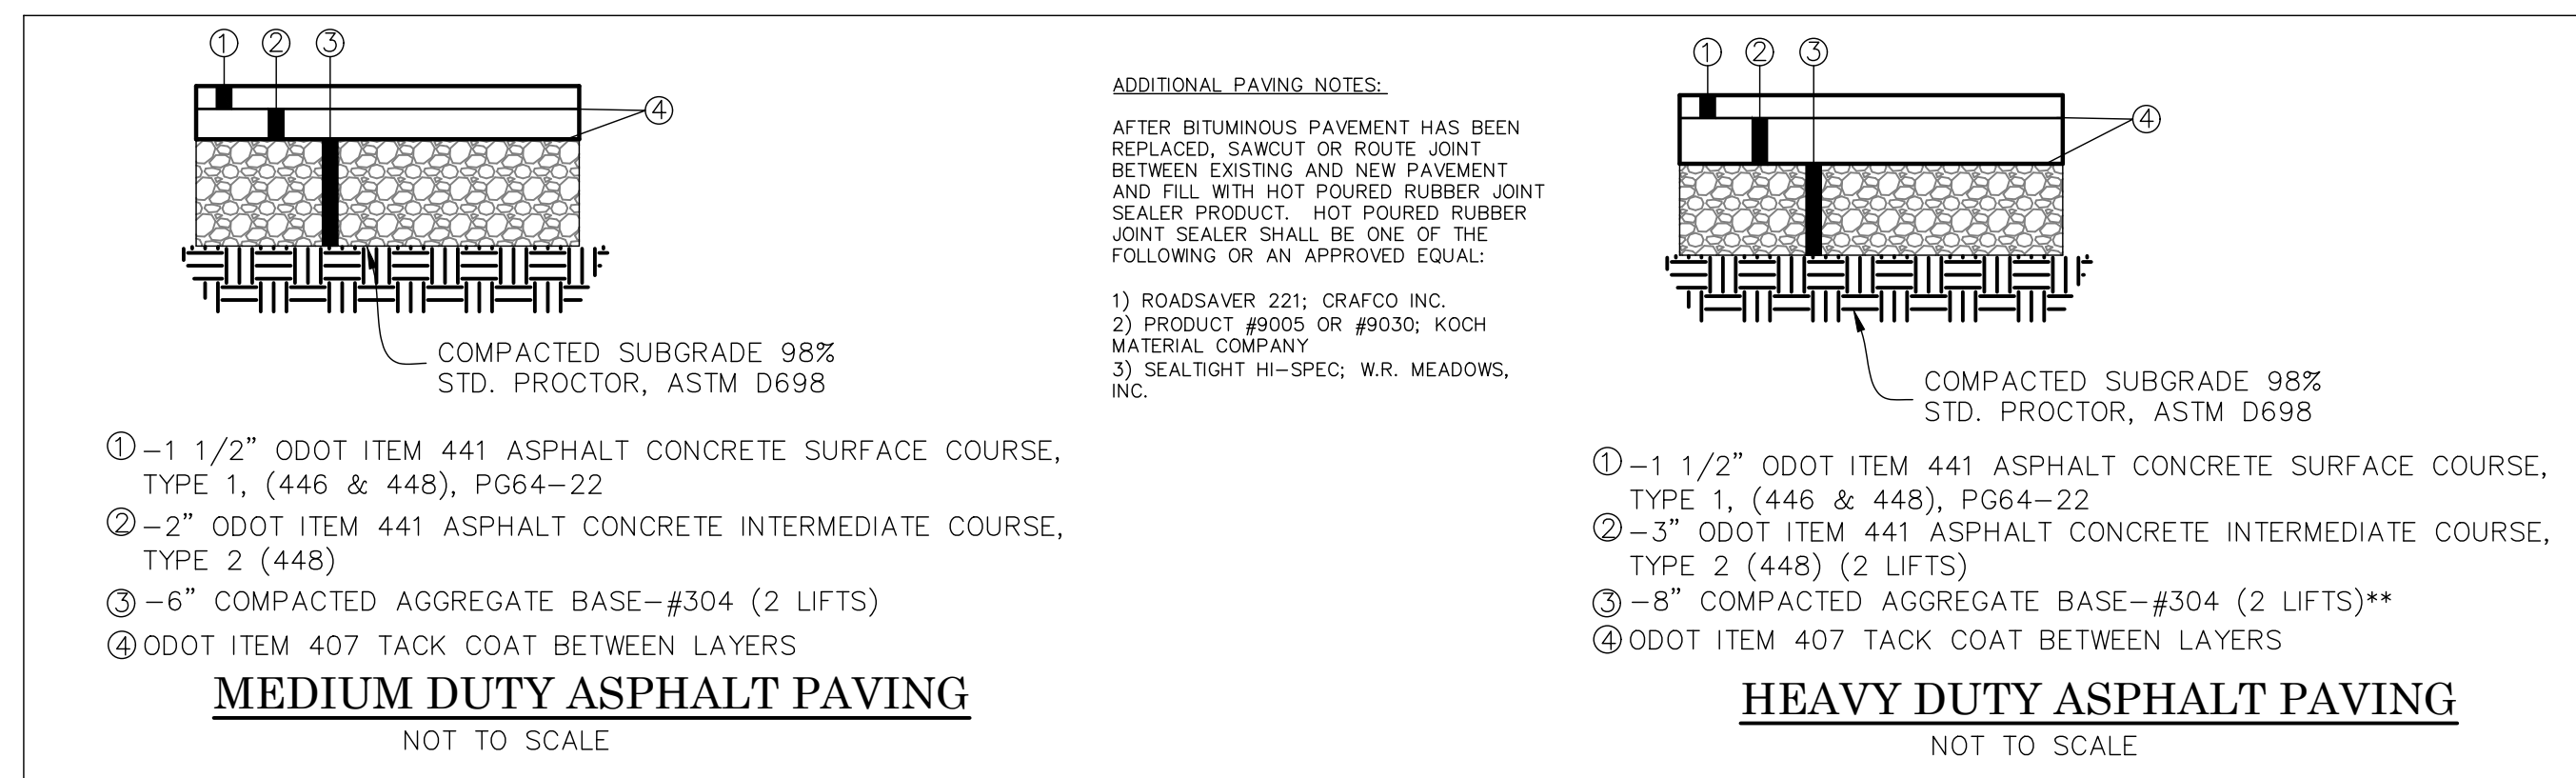 ① ② ③
④
COMPACTED SUBGRADE 98%
STD. PROCTOR, ASTM D698
① –1 1/2” ODOT ITEM 441 ASPHALT CONCRETE SURFACE COURSE,
TYPE 1, (446 & 448), PG64–22
② –2” ODOT ITEM 441 ASPHALT CONCRETE INTERMEDIATE COURSE,
TYPE 2 (448)
③ –6” COMPACTED AGGREGATE BASE–#304 (2 LIFTS)
④ ODOT ITEM 407 TACK COAT BETWEEN LAYERS
MEDIUM DUTY ASPHALT PAVING
NOT TO SCALE
ADDITIONAL PAVING NOTES:
AFTER BITUMINOUS PAVEMENT HAS BEEN
REPLACED, SAWCUT OR ROUTE JOINT
BETWEEN EXISTING AND NEW PAVEMENT
AND FILL WITH HOT POURED RUBBER JOINT
SEALER PRODUCT. HOT POURED RUBBER
JOINT SEALER SHALL BE ONE OF THE
FOLLOWING OR AN APPROVED EQUAL:
1) ROADSAVER 221; CRAFCO INC.
2) PRODUCT #9005 OR #9030; KOCH
MATERIAL COMPANY
3) SEALTIGHT HI–SPEC; W.R. MEADOWS,
INC.
① ② ③
④
COMPACTED SUBGRADE 98%
STD. PROCTOR, ASTM D698
① –1 1/2” ODOT ITEM 441 ASPHALT CONCRETE SURFACE COURSE,
TYPE 1, (446 & 448), PG64–22
② –3” ODOT ITEM 441 ASPHALT CONCRETE INTERMEDIATE COURSE,
TYPE 2 (448) (2 LIFTS)
③ –8” COMPACTED AGGREGATE BASE–#304 (2 LIFTS)**
④ ODOT ITEM 407 TACK COAT BETWEEN LAYERS
HEAVY DUTY ASPHALT PAVING
NOT TO SCALE